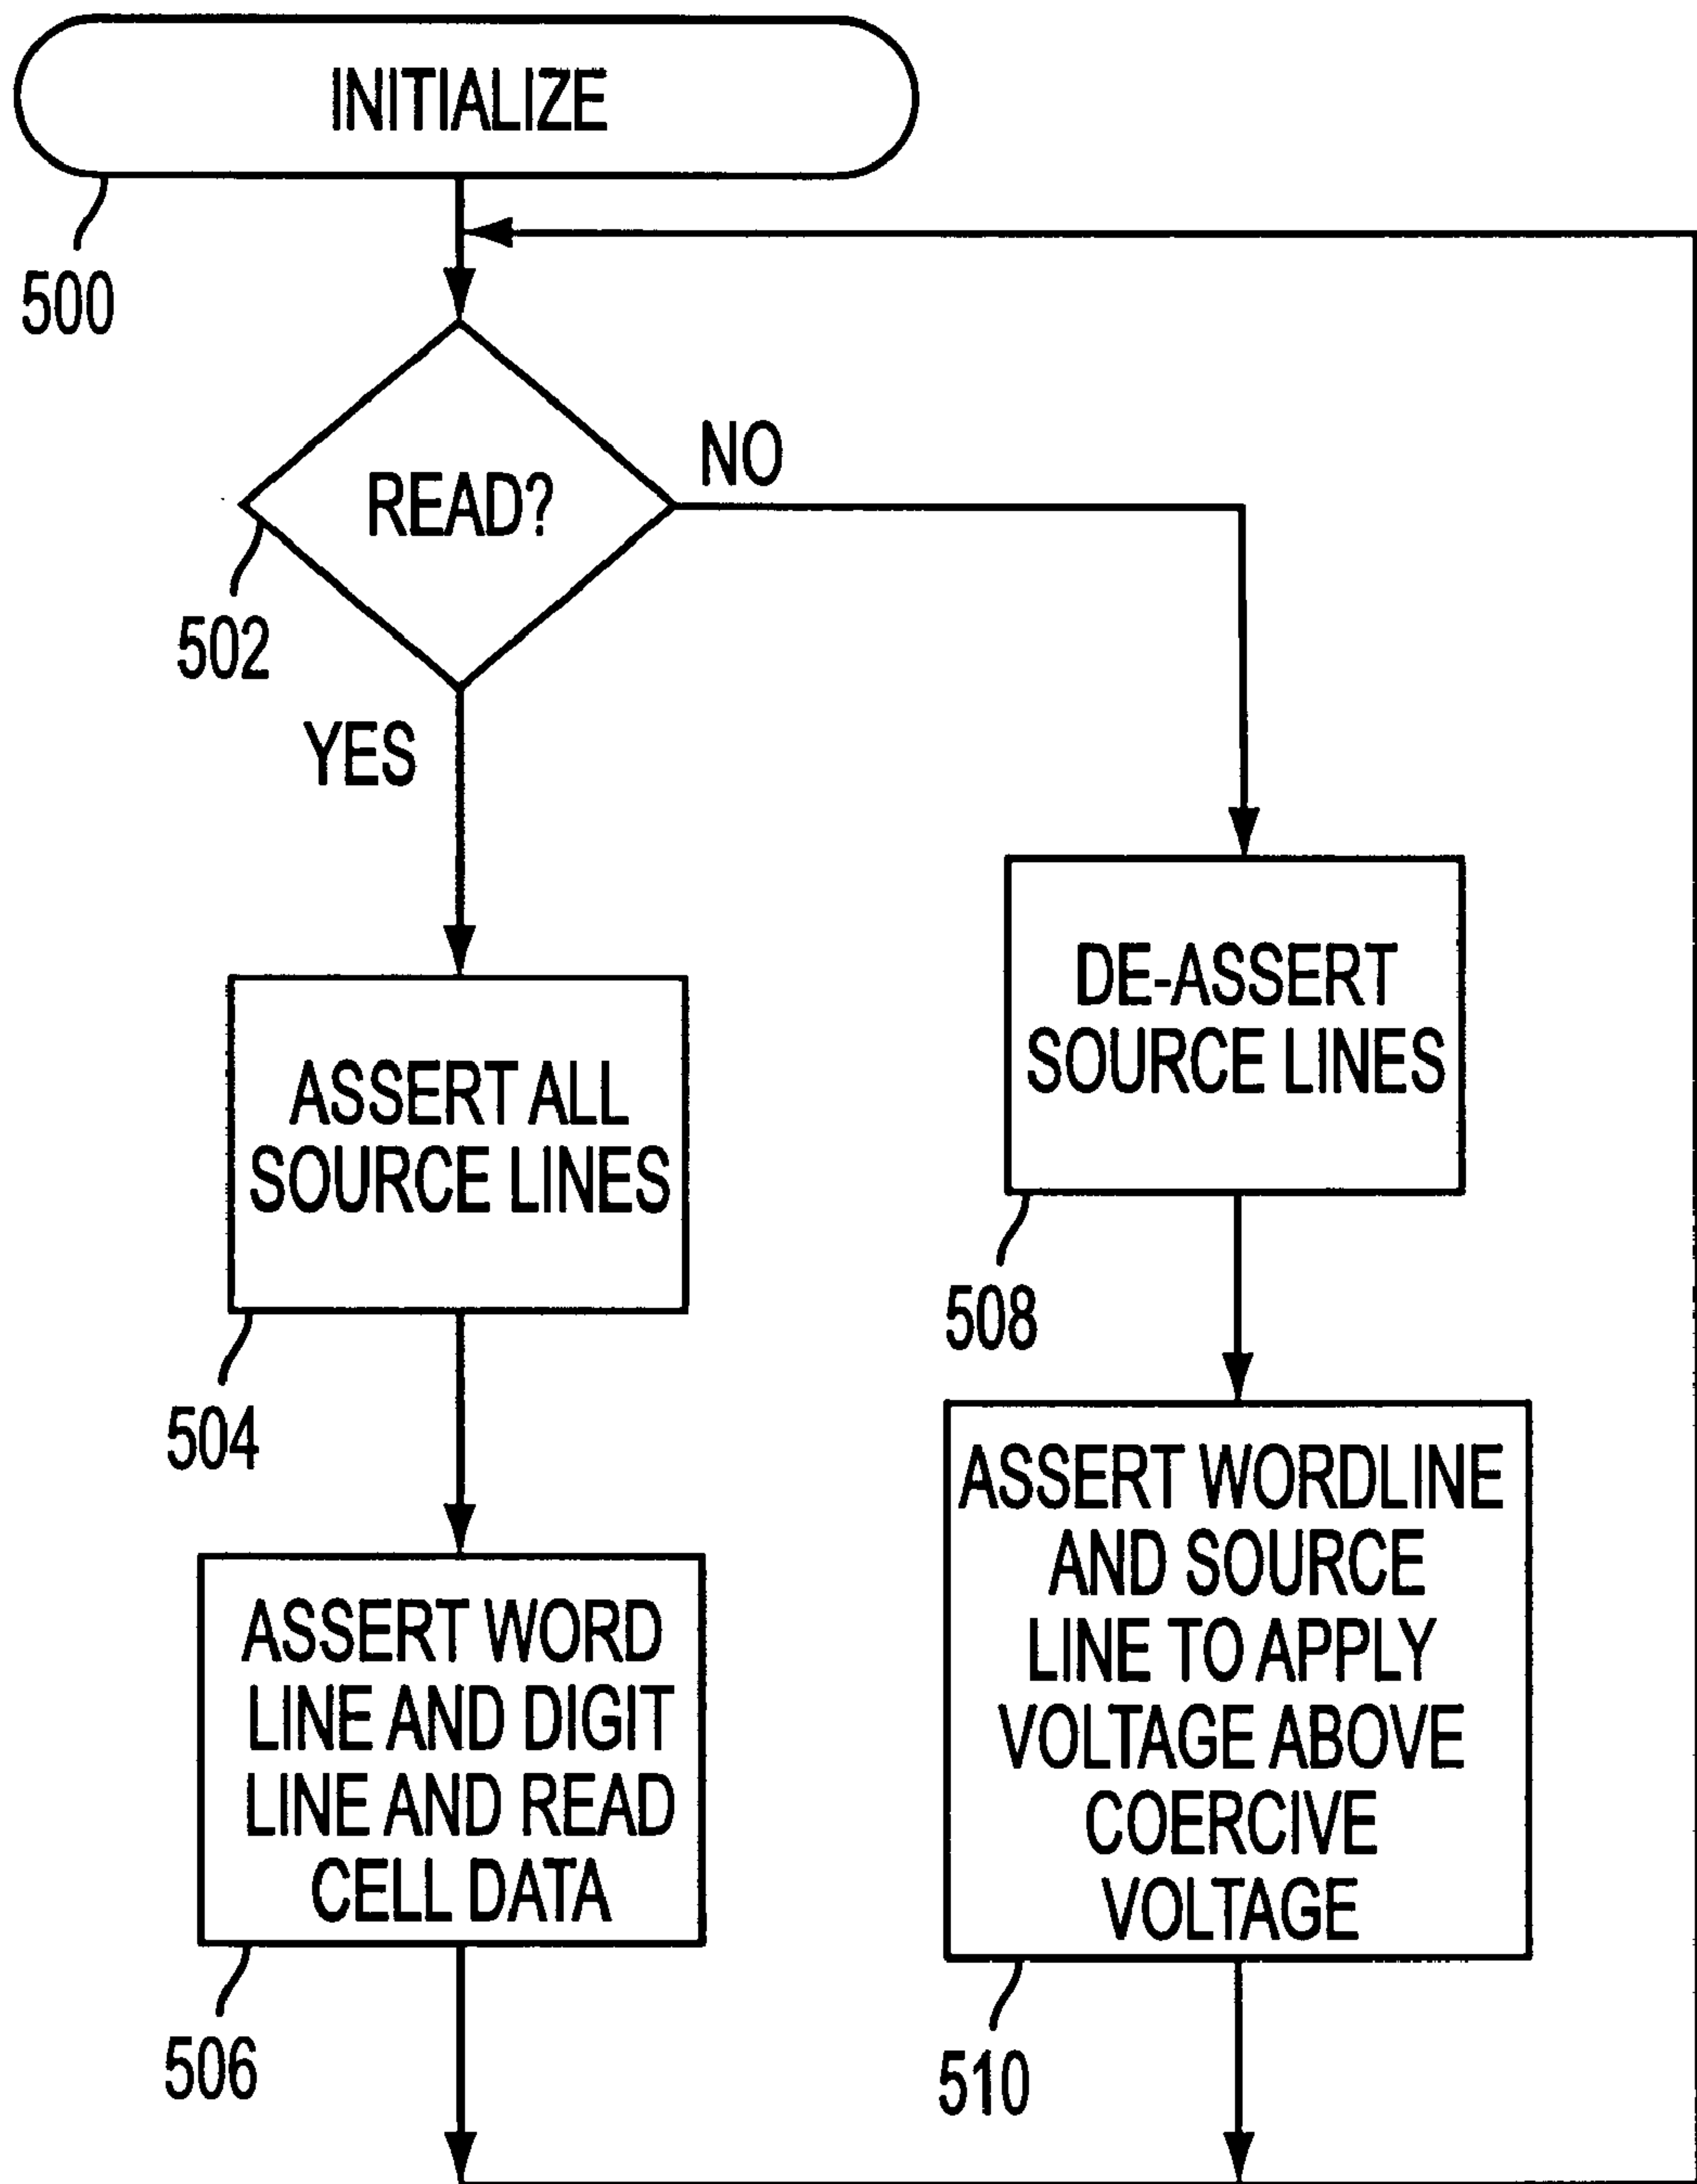 INITIALIZE
500
READ?
NO
502
YES
DE-ASSERT
SOURCE LINES
508
ASSERT ALL
SOURCE LINES
504
ASSERT WORDLINE
AND SOURCE
LINE TO APPLY
VOLTAGE ABOVE
COERCIVE
VOLTAGE
510
ASSERT WORD
LINE AND DIGIT
LINE AND READ
CELL DATA
506